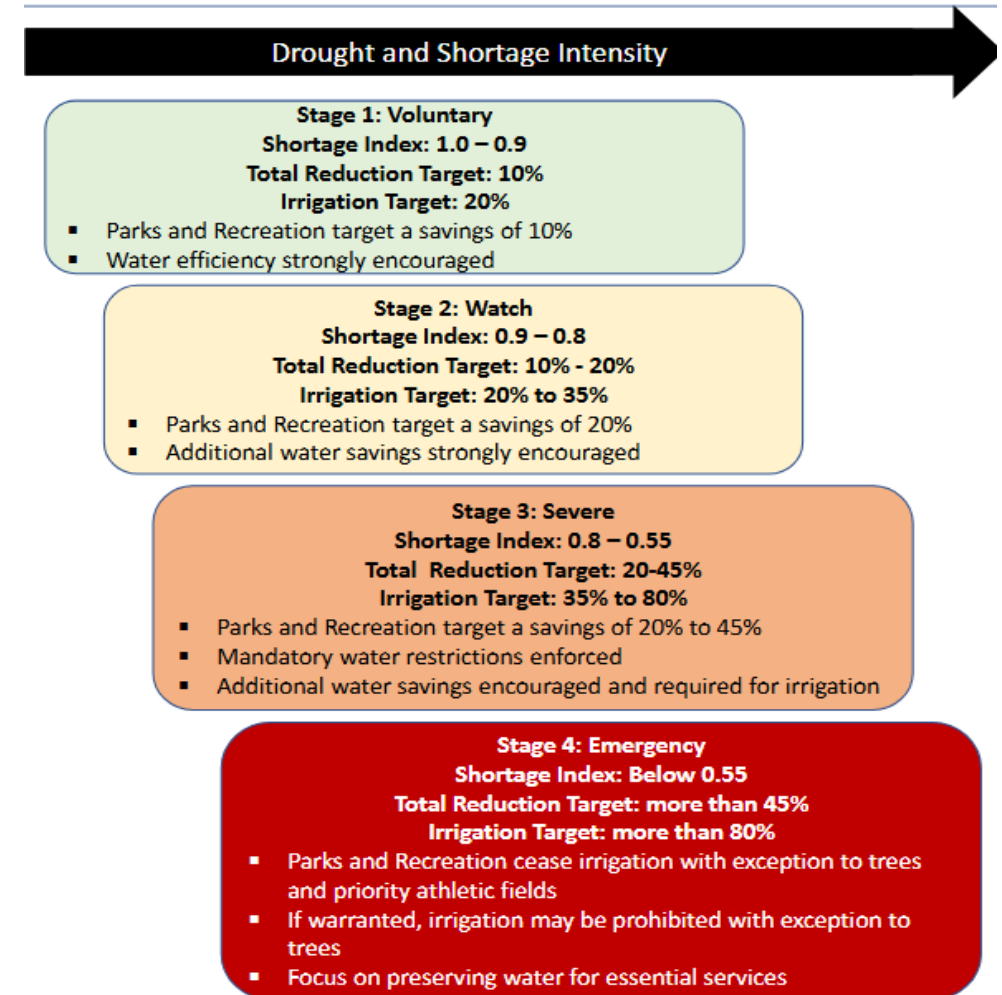 Drought and Shortage Intensity
Stage 1: Voluntary
Shortage Index: 1.0 – 0.9
Total Reduction Target: 10%
Irrigation Target: 20%
▪ Parks and Recreation target a savings of 10%
▪ Water efficiency strongly encouraged
Stage 2: Watch
Shortage Index: 0.9 – 0.8
Total Reduction Target: 10% - 20%
Irrigation Target: 20% to 35%
▪ Parks and Recreation target a savings of 20%
▪ Additional water savings strongly encouraged
Stage 3: Severe
Shortage Index: 0.8 – 0.55
Total Reduction Target: 20-45%
Irrigation Target: 35% to 80%
▪ Parks and Recreation target a savings of 20% to 45%
▪ Mandatory water restrictions enforced
▪ Additional water savings encouraged and required for irrigation
Stage 4: Emergency
Shortage Index: Below 0.55
Total Reduction Target: more than 45%
Irrigation Target: more than 80%
▪ Parks and Recreation cease irrigation with exception to trees
and priority athletic fields
▪ If warranted, irrigation may be prohibited with exception to
trees
▪ Focus on preserving water for essential services